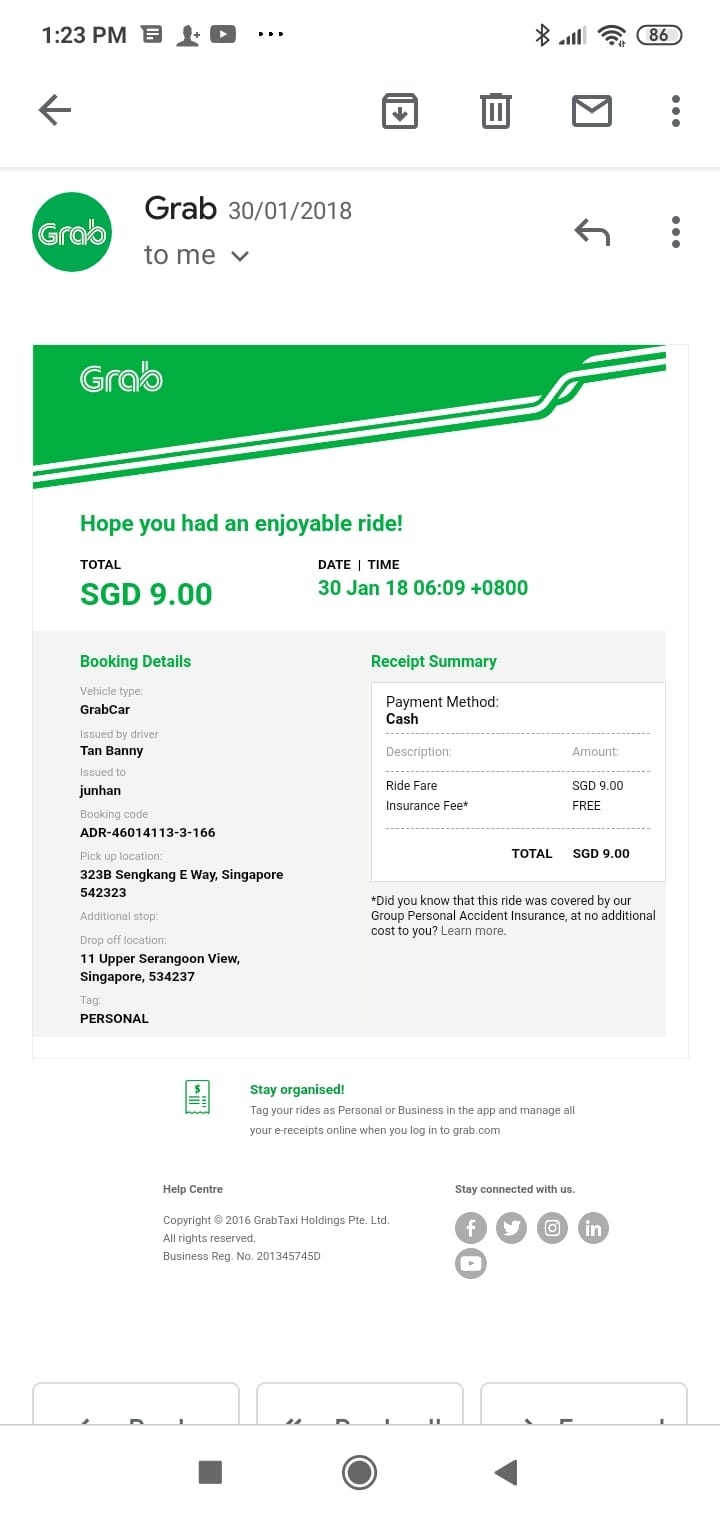 1:23 PM
86
Grab
Grab 30/01/2018
to me
Grab
Hope you had an enjoyable ride!
TOTAL
SGD 9.00
DATE | TIME
30 Jan 18 06:09 +0800
Booking Details
Vehicle type:
GrabCar
Issued by driver
Tan Banny
Issued to
junhan
Booking code
ADR-46014113-3-166
Pick up location:
323B Sengkang E Way, Singapore
542323
Additional stop:
Drop off location:
11 Upper Serangoon View,
Singapore, 534237
Tag:
PERSONAL
Receipt Summary
Payment Method:
Cash
Description: Amount:
Ride Fare SGD 9.00
Insurance Fee* FREE
TOTAL SGD 9.00
*Did you know that this ride was covered by our
Group Personal Accident Insurance, at no additional
cost to you? Learn more.
Stay organised!
Tag your rides as Personal or Business in the app and manage all
your e-receipts online when you log in to grab.com
Help Centre
Copyright © 2016 GrabTaxi Holdings Pte. Ltd.
All rights reserved.
Business Reg. No. 201345745D
Stay connected with us.